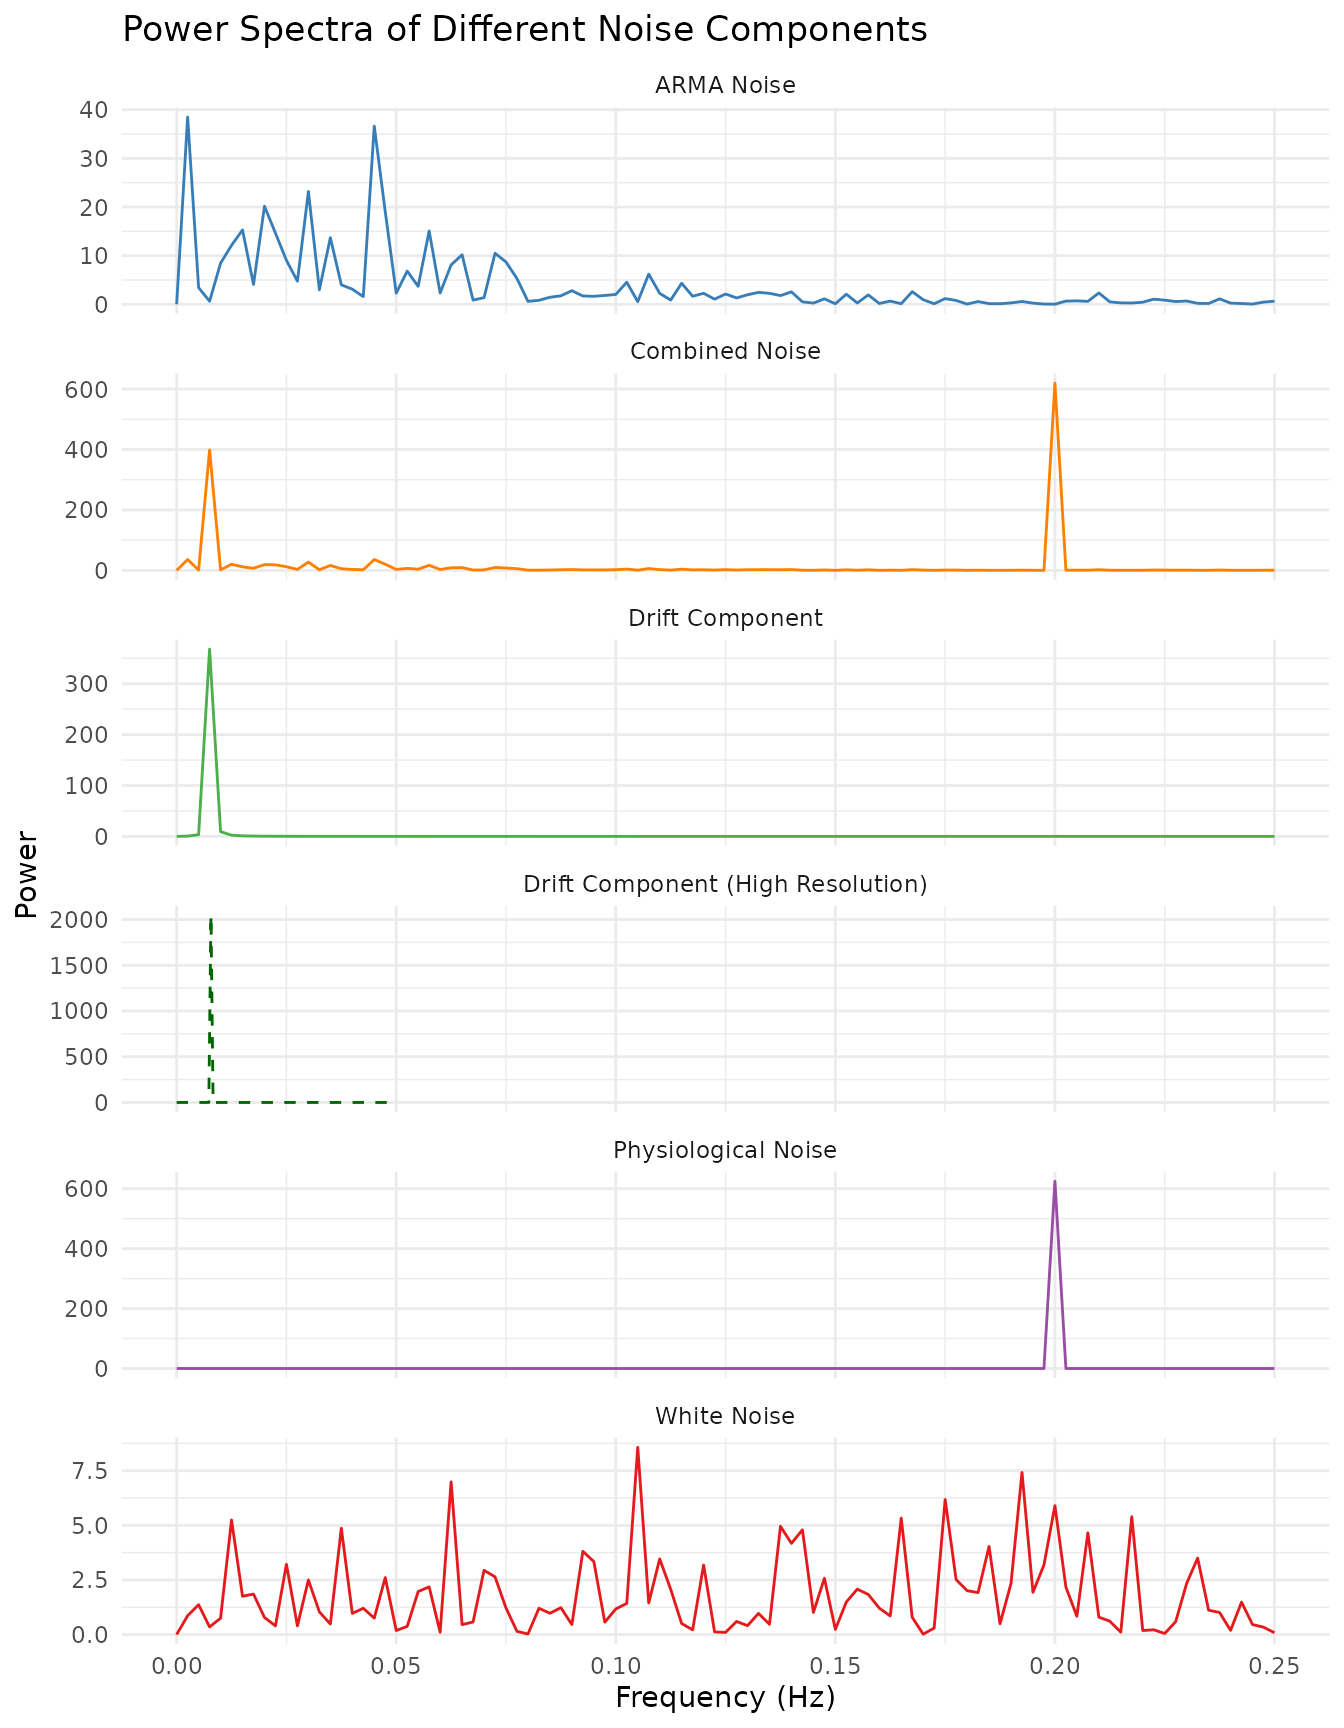 Power Spectra of Different Noise Components
ARMA Noise
40
30
20
10
0
Combined Noise
600
400
200
0
Drift Component
300
200
100
0
Drift Component (High Resolution)
2000
1500
1000
500
0
Physiological Noise
600
400
200
0
White Noise
7.5
5.0
2.5
0.0
0.00 0.05 0.10 0.15 0.20 0.25
Frequency (Hz)
Power